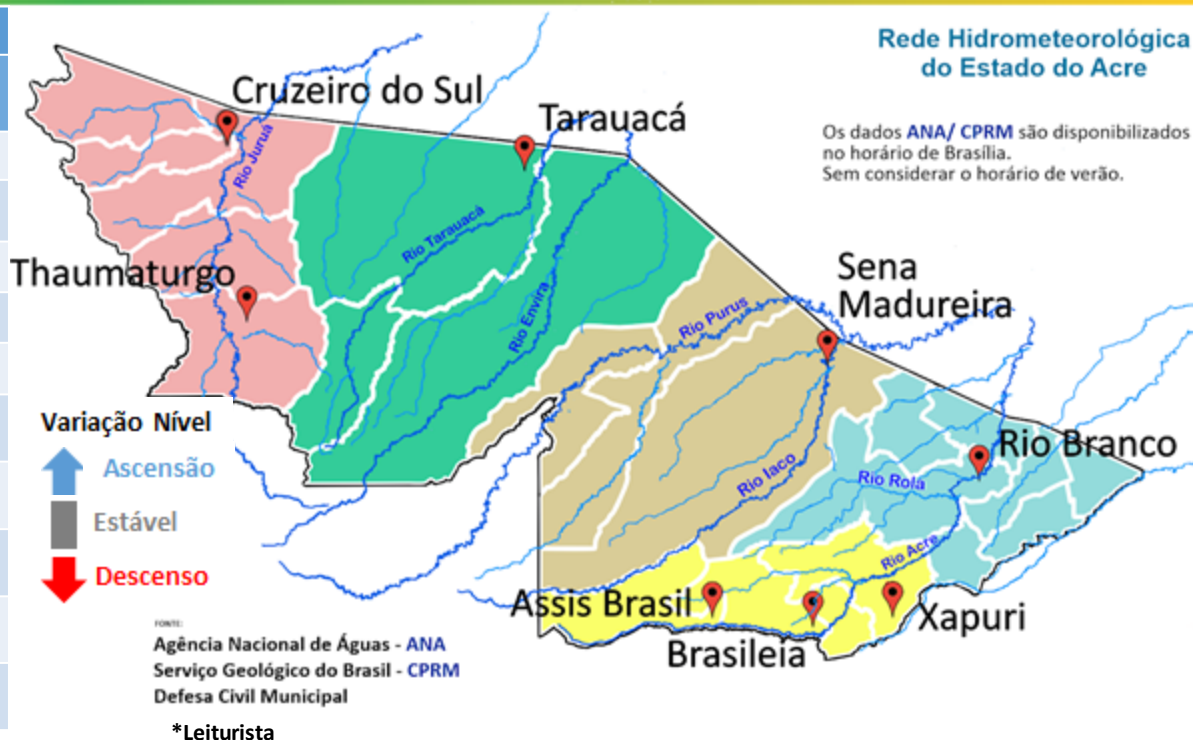 Rede Hidrometeorológica
do Estado do Acre
Os dados ANA/ CPRM são disponibilizados
no horário de Brasília.
Sem considerar o horário de verão.
Cruzeiro do Sul
Tarauacá
Rio Juruá
Rio Tarauacá
Thaumaturgo
Rio Envira
Sena
Madureira
Rio Purus
Variação Nível
Ascensão
Estável
Descenso
Rio Branco
Rio Iaco
Rio Rola
Rio Acre
Assis Brasil
Xapuri
Brasileia
FONTE:
Agência Nacional de Águas - ANA
Serviço Geológico do Brasil - CPRM
Defesa Civil Municipal
*Leiturista